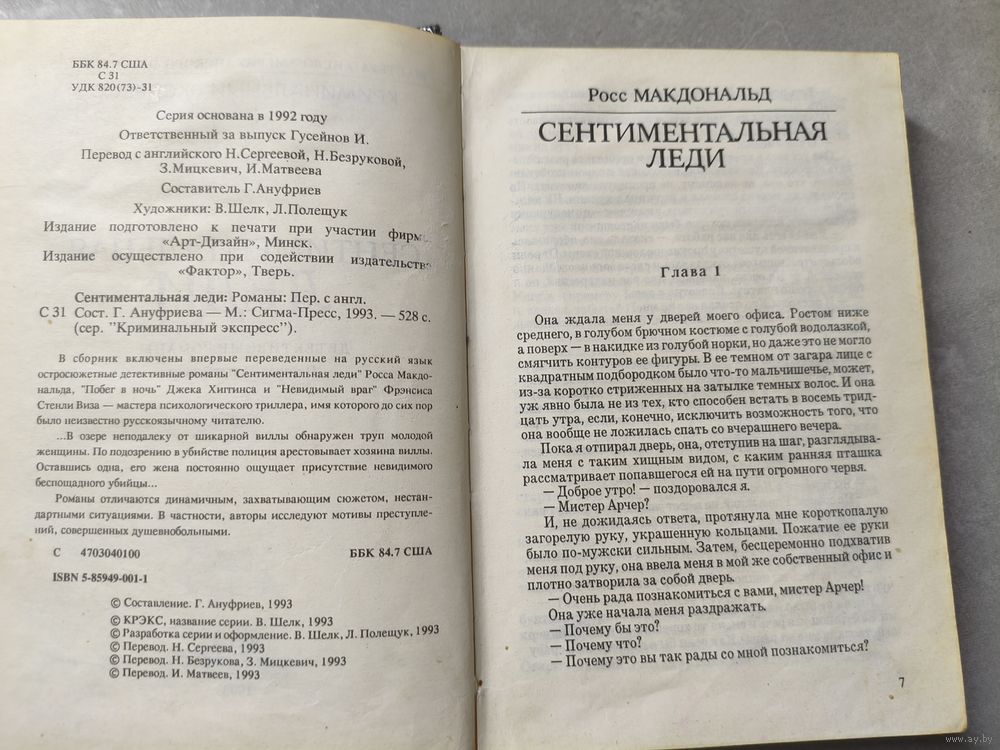 ББК 84.7 США
С 31
УДК 820(73)-31
Серия основана в 1992 году
Ответственный за выпуск Гусейнов И.
Перевод с английского Н.Сергеевой, Н.Безруковой,
З.Мицкевич, И.Матвеева
Составитель Г.Ануфриев
Художники: В.Шелк, Л.Полещук
Издание подготовлено к печати при участии фирм
«Арт-Дизайн», Минск.
Издание осуществлено при содействии издательств
«Фактор», Тверь.
Сентиментальная леди: Романы: Пер. с англ.
С 31 Сост. Г. Ануфриева — М.: Сигма-Пресс, 1993. — 528 с.
(сер. "Криминальный экспресс").
В сборник включены впервые переведенные на русский язык
остросюжетные детективные романы "Сентиментальная леди" Росса Макдо-
нальда, "Побег в ночь" Джека Хиггинса и "Невидимый враг" Фрэнсиса
Стенли Виза — мастера психологического триллера, имя которого до сих пор
было неизвестно русскоязычному читателю.
...В озере неподалеку от шикарной виллы обнаружен труп молодой
женщины. По подозрению в убийстве полиция арестовывает хозяина виллы.
Оставшись одна, его жена постоянно ощущает присутствие невидимого
беспощадного убийцы...
Романы отличаются динамичным, захватывающим сюжетом, нестан-
дартными ситуациями. В частности, авторы исследуют мотивы преступле-
ний, совершенных душевнобольными.
С 4703040100 ББК 84.7 США
ISBN 5-85949-001-1
© Составление. Г. Ануфриев, 1993
© КРЭКС, название серии. В. Шелк, 1993
© Разработка серии и оформление. В. Шелк, Л. Полещук, 1993
© Перевод. Н. Сергеева, 1993
© Перевод. Н. Безрукова, З. Мицкевич, 1993
© Перевод. И. Матвеев, 1993
Росс МАКДОНАЛЬД
СЕНТИМЕНТАЛЬНАЯ
ЛЕДИ
Глава 1
Она ждала меня у дверей моего офиса. Ростом ниже
среднего, в голубом брючном костюме с голубой водолазкой,
а поверх — в накидке из голубой норки, но даже это не могло
смягчить контуров ее фигуры. В ее темном от загара лице с
квадратным подбородком было что-то мальчишечье, может,
из-за коротко стриженных на затылке темных волос. И она
уж явно была не из тех, кто способен встать в восемь трид-
цать утра, если, конечно, исключить возможность того, что
она вообще не ложилась спать со вчерашнего вечера.
Пока я отпирал дверь, она, отступив на шаг, разглядыва-
ла меня с таким хищным видом, с каким ранняя пташка
рассматривает попавшегося ей на пути огромного червя.
— Доброе утро! — поздоровался я.
— Мистер Арчер?
И, не дожидаясь ответа, протянула мне короткопалую
загорелую руку, украшенную кольцами. Пожатие ее руки
было по-мужски сильным. Затем, бесцеремонно подхватив
меня под руку, она ввела меня в мой же собственный офис и
плотно затворила за собой дверь.
— Очень рада познакомиться с вами, мистер Арчер!
Она уже начала меня раздражать.
— Почему бы это?
— Почему что?
— Почему это вы так рады со мной познакомиться?
7
www.ay.by